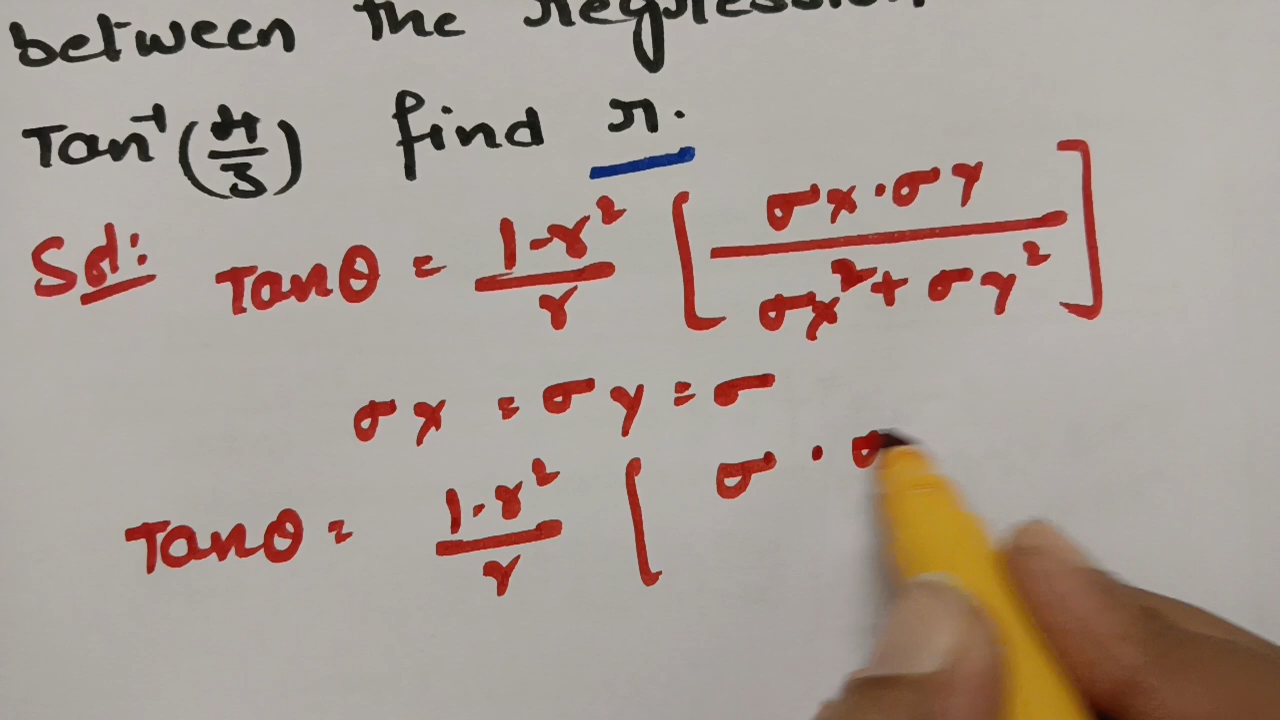 between the Regression
Tan⁻¹(4/3) find r.
Sol: Tanθ = (1-r²)/r [(σx·σy)/(σx²+σy²)]
σx = σy = σ
Tanθ = (1-r²)/r [σ · σ